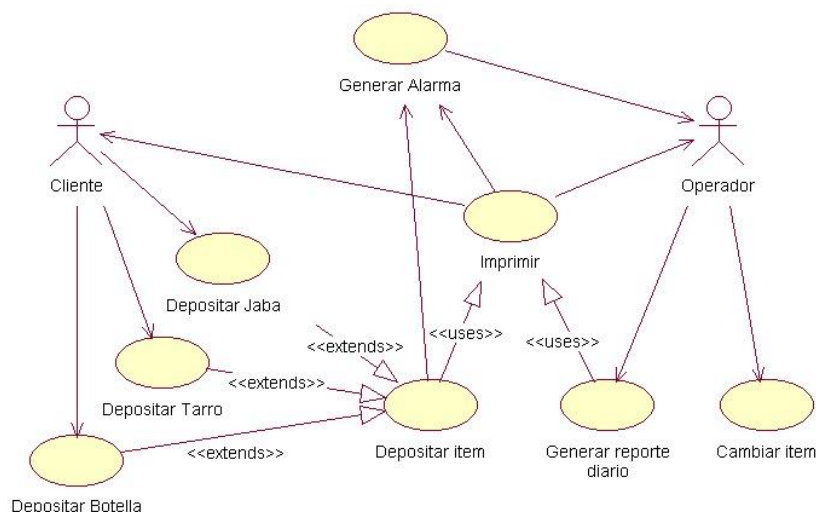 Generar Alarma
Cliente
Operador
Imprimir
Depositar Jaba
<<extends>>
<<uses>>
<<uses>>
<<extends>>
Depositar Tarro
<<extends>>
Depositar item
Generar reporte
diario
Cambiar item
Depositar Botella